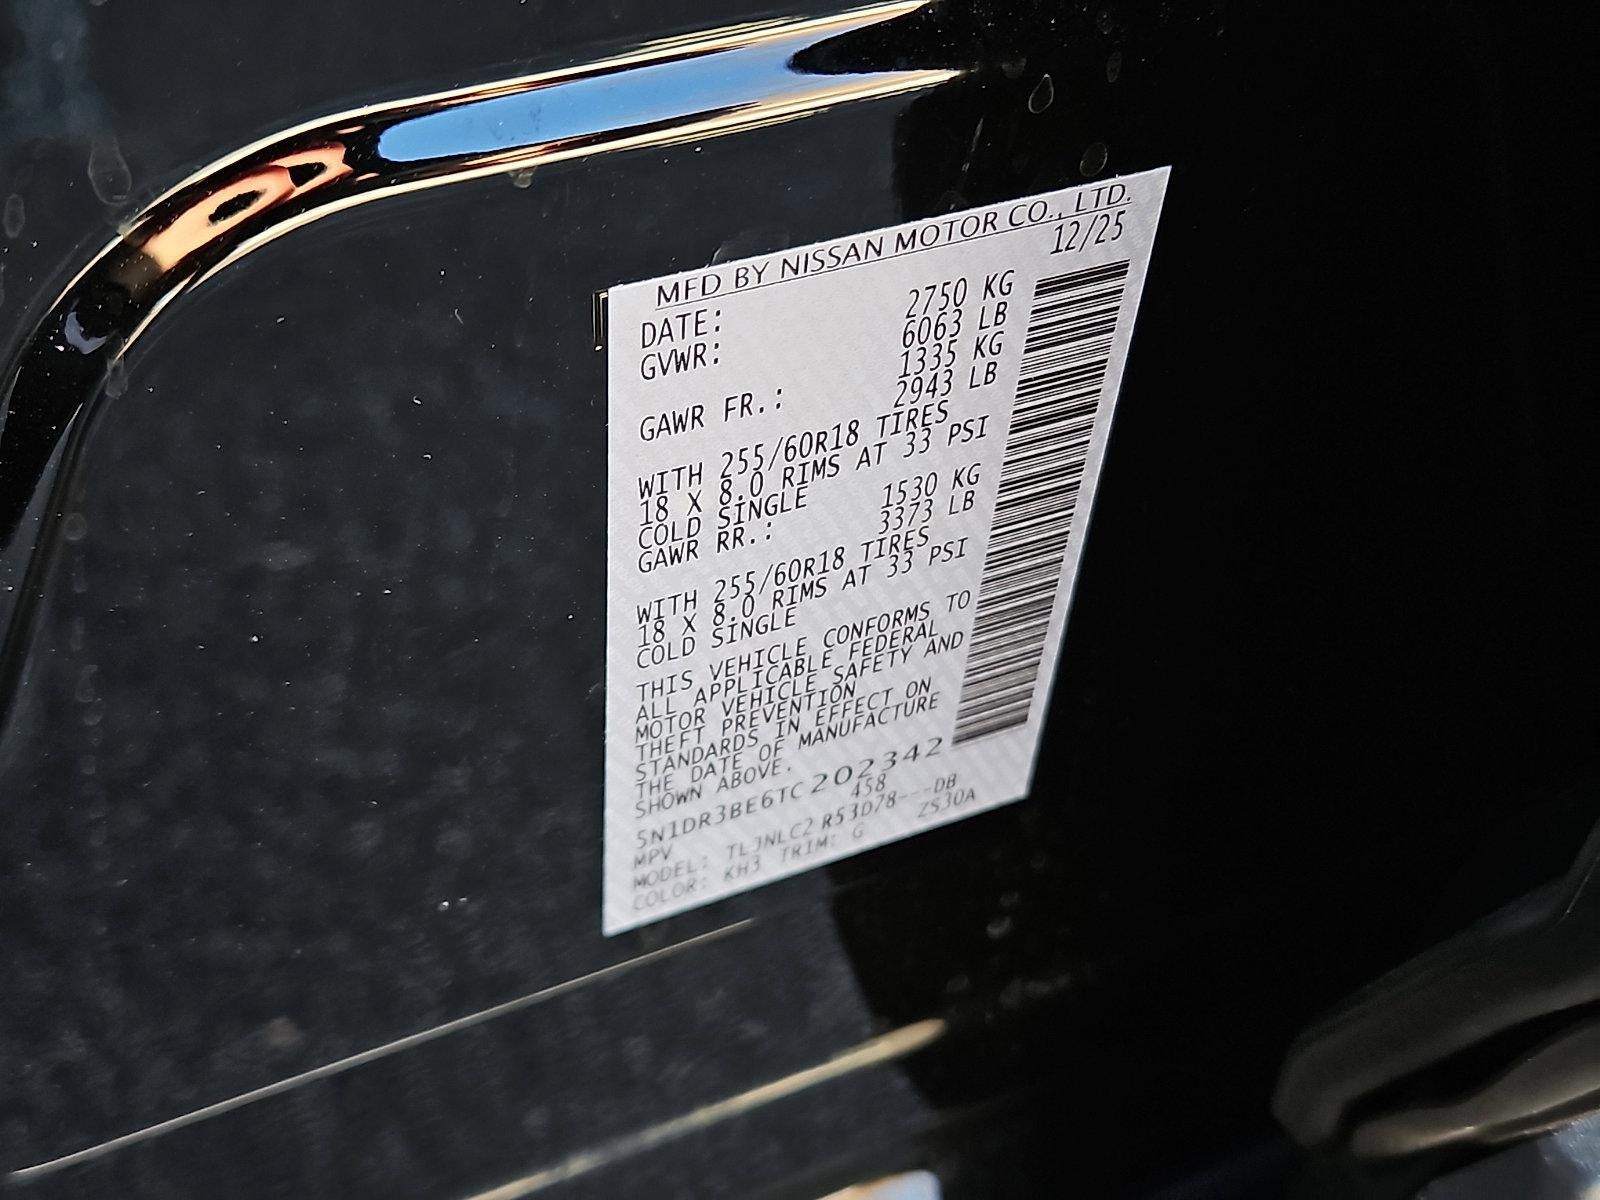 MFD BY NISSAN MOTOR CO., LTD.
DATE: 12/25
GVWR: 2750 KG
6063 LB
GAWR FR.: 1335 KG
2943 LB
WITH 255/60R18 TIRES
18 X 8.0 RIMS AT 33 PSI
COLD SINGLE
GAWR RR.: 1530 KG
3373 LB
WITH 255/60R18 TIRES
18 X 8.0 RIMS AT 33 PSI
COLD SINGLE
THIS VEHICLE CONFORMS TO
ALL APPLICABLE FEDERAL
MOTOR VEHICLE SAFETY AND
THEFT PREVENTION
STANDARDS IN EFFECT ON
THE DATE OF MANUFACTURE
SHOWN ABOVE.
5N1DR3BE6TC202342
MPV 458
MODEL: TLJNLC2 R53D78---DB
COLOR: KH3 TRIM: G ZS30A